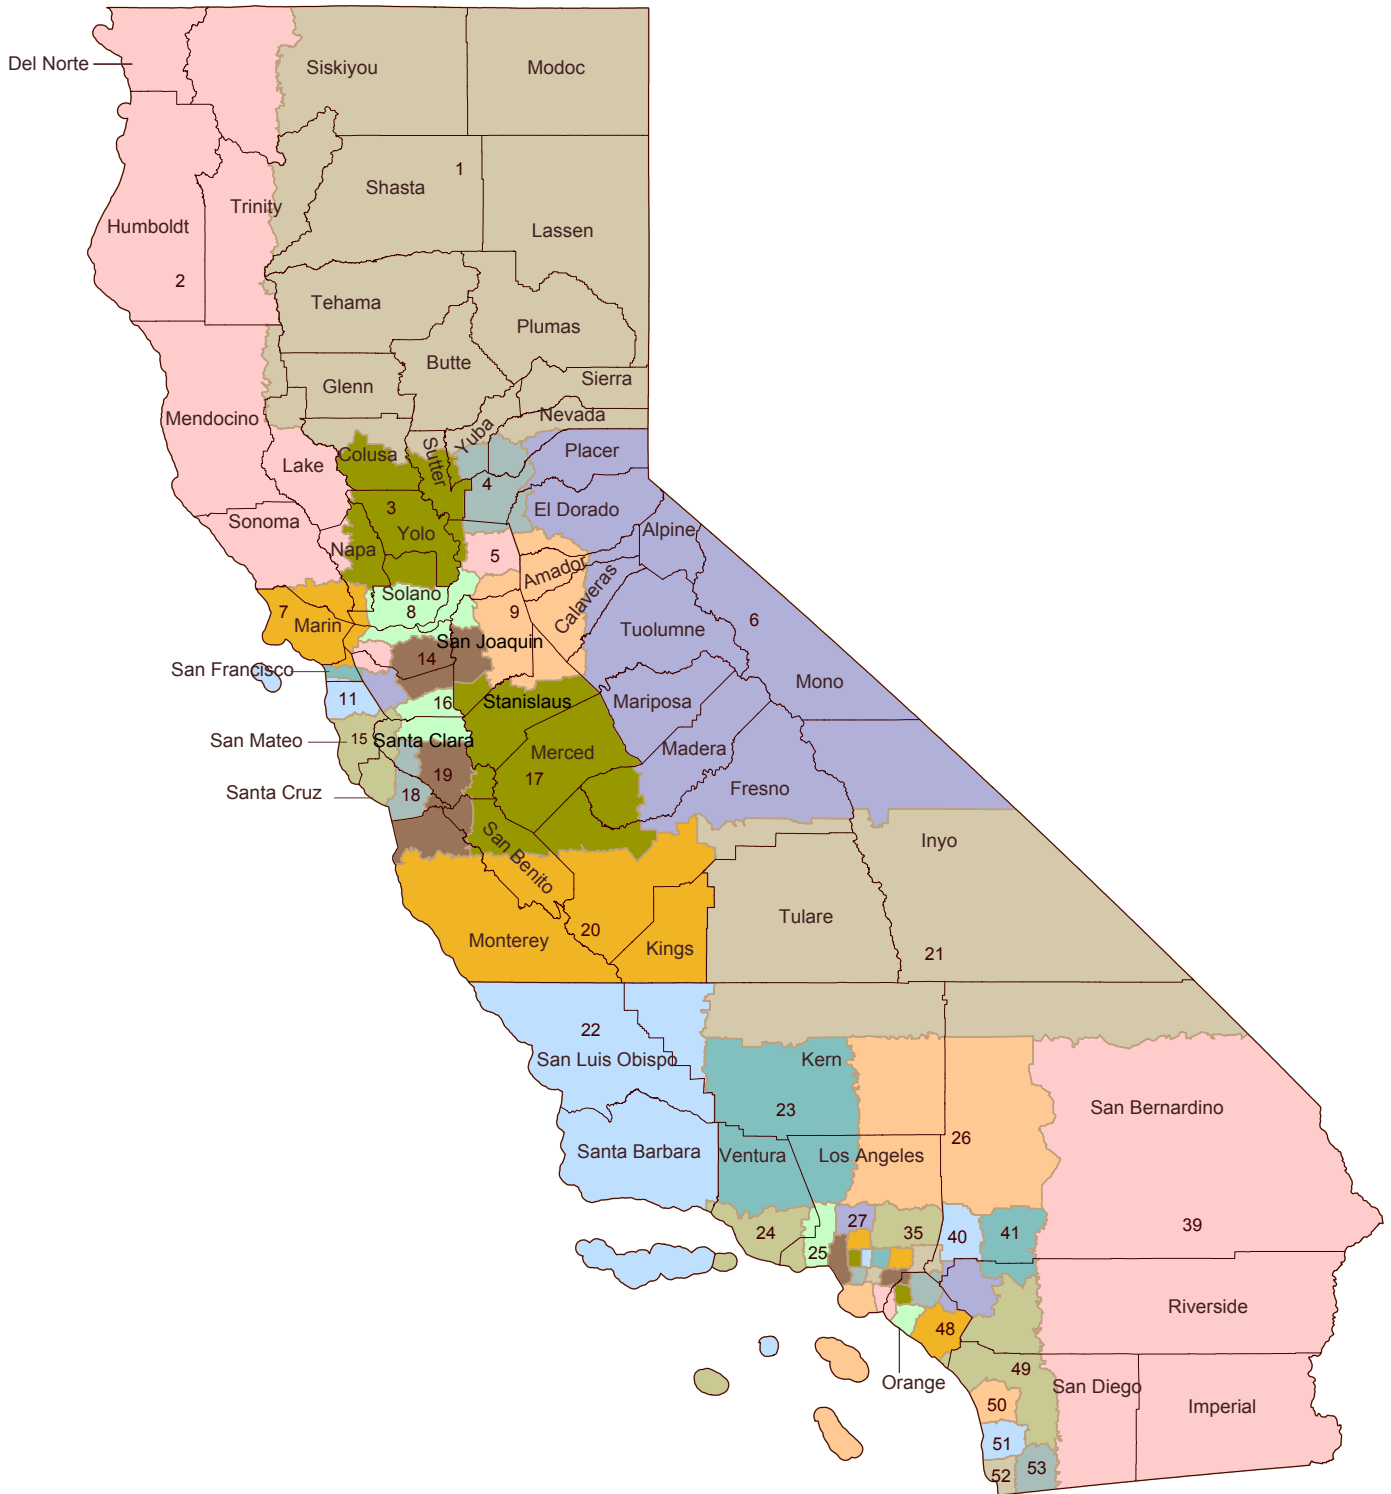 Del Norte
Siskiyou
Modoc
1
Shasta
Trinity
Humboldt
Lassen
2
Tehama
Plumas
Butte
Sierra
Glenn
Nevada
Mendocino
Yuba
Sutter
Placer
Colusa
Lake
4
3
El Dorado
Sonoma
Yolo
Alpine
Napa
5
Amador
Solano
Calaveras
7
8
9
6
Marin
Tuolumne
San Joaquin
14
San Francisco
Mono
11
16
Stanislaus
Mariposa
15
San Mateo
Santa Clara
Merced
Madera
19
17
Fresno
Santa Cruz
18
San Benito
Inyo
Tulare
20
Monterey
Kings
21
22
San Luis Obispo
Kern
23
San Bernardino
26
Santa Barbara
Ventura
Los Angeles
27
39
24
35
40
41
25
Riverside
48
49
Orange
San Diego
50
Imperial
51
52
53